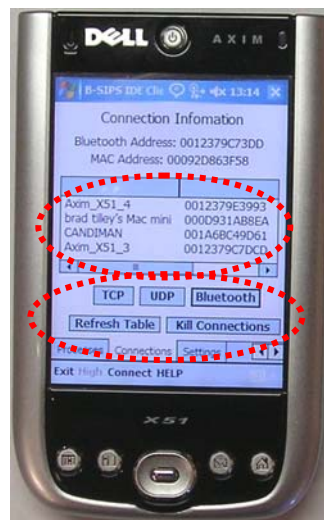 DELL AXIM
B-SIPS IDE Clie 13:14
Connection Infomation
Bluetooth Address: 0012379C73DD
MAC Address: 00092D863F58
Axim_X51_4 0012379E3993
brad tilley's Mac mini 000D931AB8EA
CANDIMAN 001A6BC49D61
Axim_X51_3 0012379C7DCD
TCP UDP Bluetooth
Refresh Table Kill Connections
Connections Settings
Exit High Connect HELP
X51